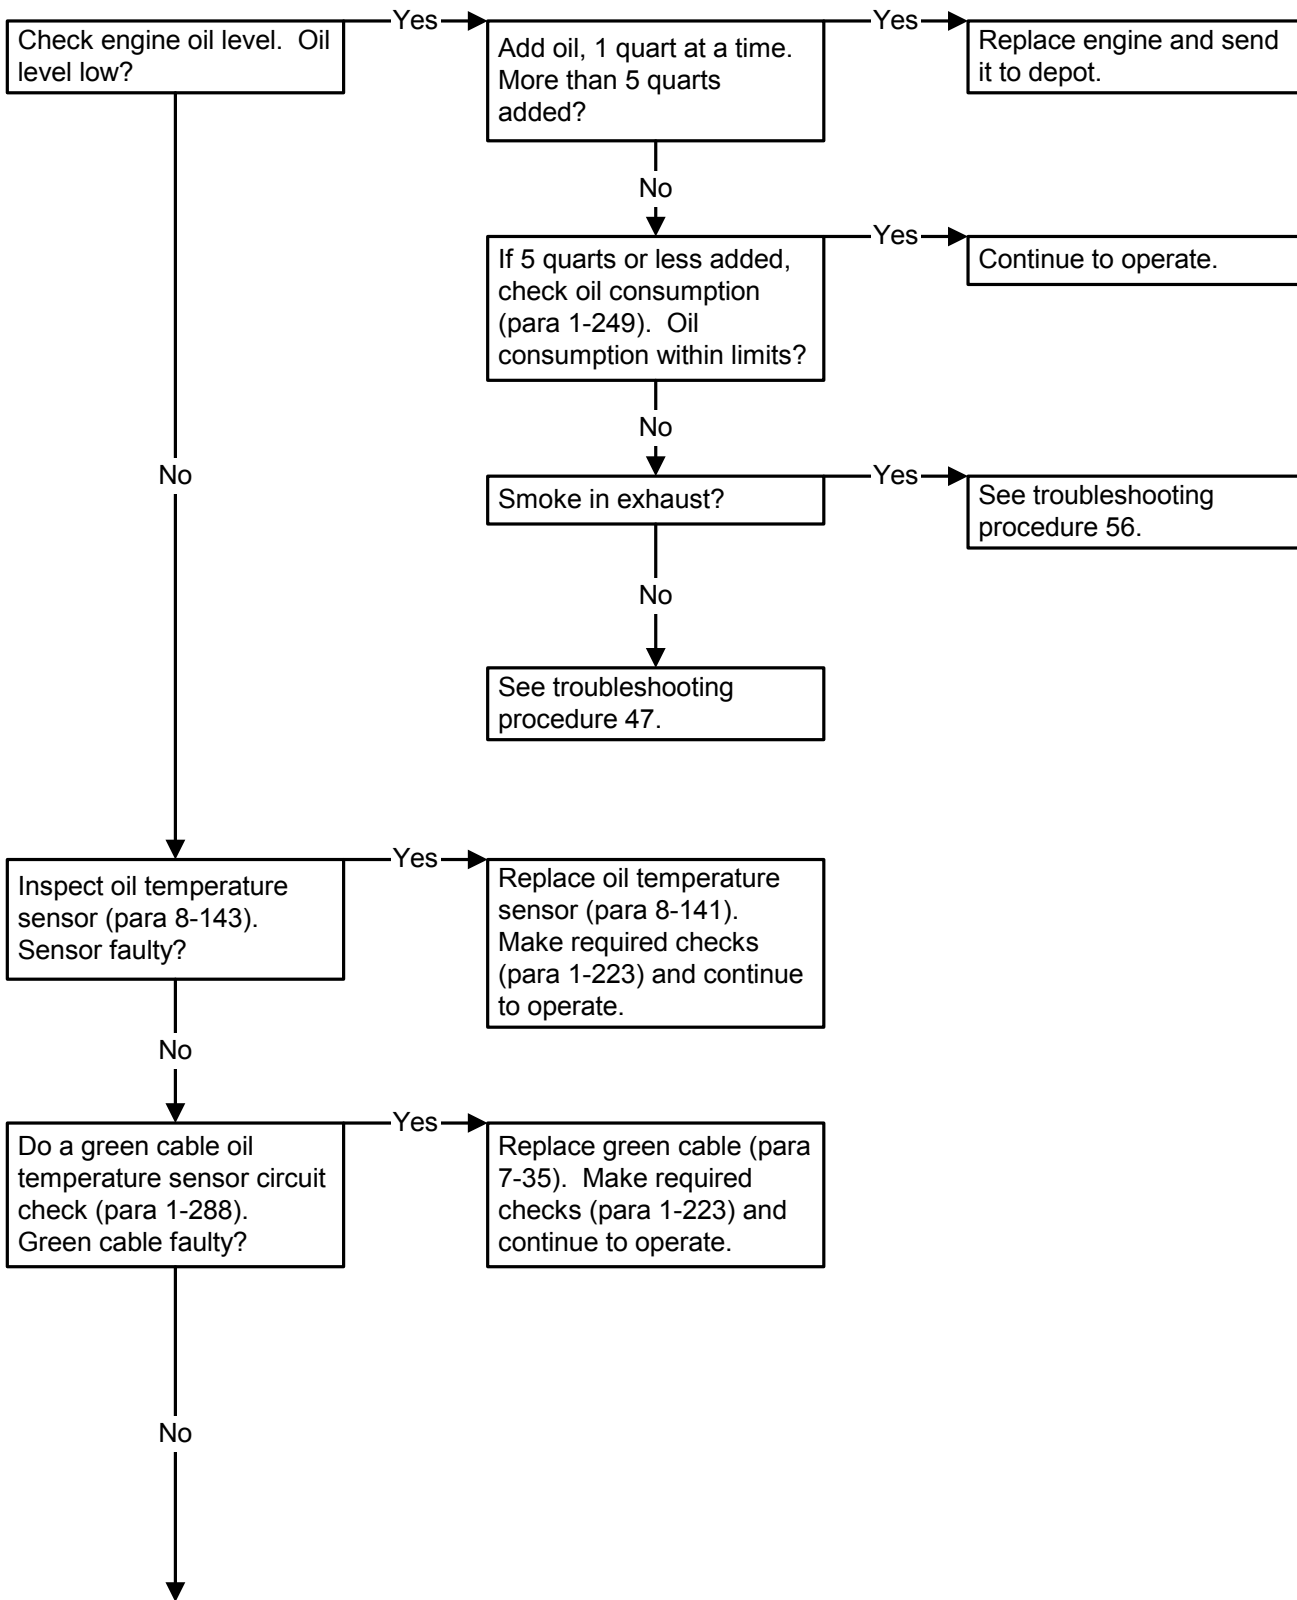 Check engine oil level.  Oil
level low?
Yes
Add oil, 1 quart at a time.
More than 5 quarts
added?
Yes
Replace engine and send
it to depot.
No
If 5 quarts or less added,
check oil consumption
(para 1-249).  Oil
consumption within limits?
Yes
Continue to operate.
No
Smoke in exhaust?
Yes
See troubleshooting
procedure 56.
No
See troubleshooting
procedure 47.
No
Inspect oil temperature
sensor (para 8-143).
Sensor faulty?
Yes
Replace oil temperature
sensor (para 8-141).
Make required checks
(para 1-223) and continue
to operate.
No
Do a green cable oil
temperature sensor circuit
check (para 1-288).
Green cable faulty?
Yes
Replace green cable (para
7-35).  Make required
checks (para 1-223) and
continue to operate.
No